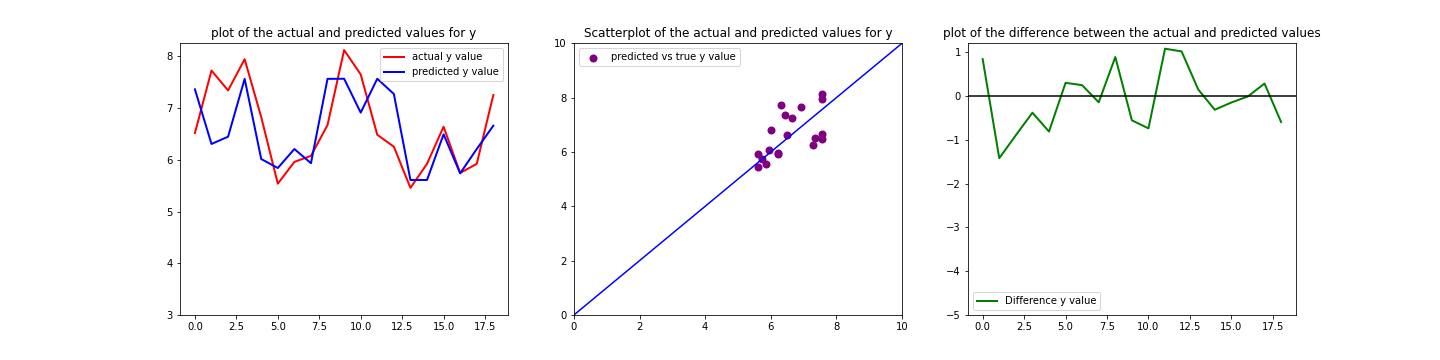 plot of the actual and predicted values for y
8
7
6
5
4
3
0.0 2.5 5.0 7.5 10.0 12.5 15.0 17.5
actual y value
predicted y value
Scatterplot of the actual and predicted values for y
10
8
6
4
2
0
0 2 4 6 8 10
predicted vs true y value
plot of the difference between the actual and predicted values
1
0
−1
−2
−3
−4
−5
0.0 2.5 5.0 7.5 10.0 12.5 15.0 17.5
Difference y value